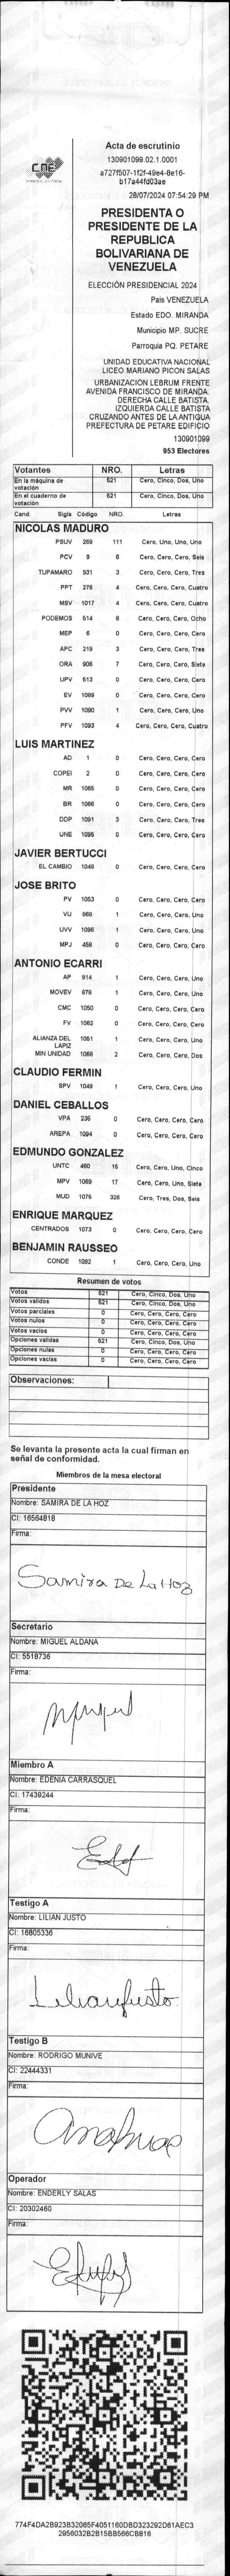 CNE
Acta de escrutinio
130901099.02.1.0001
a727f507-1f2f-49e4-8e16-
b17a44fd03ae
28/07/2024 07:54:29 PM
PRESIDENTA O
PRESIDENTE DE LA
REPUBLICA
BOLIVARIANA DE
VENEZUELA
ELECCIÓN PRESIDENCIAL 2024
País VENEZUELA
Estado EDO. MIRANDA
Municipio MP. SUCRE
Parroquia PQ. PETARE
UNIDAD EDUCATIVA NACIONAL
LICEO MARIANO PICON SALAS
URBANIZACIÓN LEBRUM FRENTE
AVENIDA FRANCISCO DE MIRANDA.
DERECHA CALLE BATISTA.
IZQUIERDA CALLE BATISTA
CRUZANDO ANTES DE LA ANTIGUA
PREFECTURA DE PETARE EDIFICIO
130901099
953 Electores
Votantes NRO. Letras
En la máquina de votación 521 Cero, Cinco, Dos, Uno
En el cuaderno de votación 521 Cero, Cinco, Dos, Uno
Cand. Sigla Código NRO. Letras
NICOLAS MADURO
PSUV 269 111 Cero, Uno, Uno, Uno
PCV 9 6 Cero, Cero, Cero, Seis
TUPAMARO 931 3 Cero, Cero, Cero, Tres
PPT 276 4 Cero, Cero, Cero, Cuatro
MSV 1017 4 Cero, Cero, Cero, Cuatro
PODEMOS 514 8 Cero, Cero, Cero, Ocho
MEP 6 0 Cero, Cero, Cero, Cero
APC 219 3 Cero, Cero, Cero, Tres
ORA 906 7 Cero, Cero, Cero, Siete
UPV 513 0 Cero, Cero, Cero, Cero
EV 1089 0 Cero, Cero, Cero, Cero
PVV 1090 1 Cero, Cero, Cero, Uno
PFV 1093 4 Cero, Cero, Cero, Cuatro
LUIS MARTINEZ
AD 1 0 Cero, Cero, Cero, Cero
COPEI 2 0 Cero, Cero, Cero, Cero
MR 1065 0 Cero, Cero, Cero, Cero
BR 1066 0 Cero, Cero, Cero, Cero
DDP 1091 3 Cero, Cero, Cero, Tres
UNE 1095 0 Cero, Cero, Cero, Cero
JAVIER BERTUCCI
EL CAMBIO 1048 0 Cero, Cero, Cero, Cero
JOSE BRITO
PV 1053 0 Cero, Cero, Cero, Cero
VU 868 1 Cero, Cero, Cero, Uno
UVV 1096 1 Cero, Cero, Cero, Uno
MPJ 458 0 Cero, Cero, Cero, Cero
ANTONIO ECARRI
AP 814 1 Cero, Cero, Cero, Uno
MOVEV 978 1 Cero, Cero, Cero, Uno
CMC 1050 0 Cero, Cero, Cero, Cero
FV 1062 0 Cero, Cero, Cero, Cero
ALIANZA DEL LAPIZ 1051 1 Cero, Cero, Cero, Uno
MIN UNIDAD 1088 2 Cero, Cero, Cero, Dos
CLAUDIO FERMIN
SPV 1049 1 Cero, Cero, Cero, Uno
DANIEL CEBALLOS
VPA 236 0 Cero, Cero, Cero, Cero
AREPA 1094 0 Cero, Cero, Cero, Cero
EDMUNDO GONZALEZ
UNTC 460 15 Cero, Cero, Uno, Cinco
MPV 1069 17 Cero, Cero, Uno, Siete
MUD 1076 326 Cero, Tres, Dos, Seis
ENRIQUE MARQUEZ
CENTRADOS 1073 0 Cero, Cero, Cero, Cero
BENJAMIN RAUSSEO
CONDE 1092 1 Cero, Cero, Cero, Uno
Resumen de votos
Votos 521 Cero, Cinco, Dos, Uno
Votos validos 521 Cero, Cinco, Dos, Uno
Votos parciales 0 Cero, Cero, Cero, Cero
Votos nulos 0 Cero, Cero, Cero, Cero
Votos vacios 0 Cero, Cero, Cero, Cero
Opciones válidas 521 Cero, Cinco, Dos, Uno
Opciones nulas 0 Cero, Cero, Cero, Cero
Opciones vacías 0 Cero, Cero, Cero, Cero
Observaciones:
Se levanta la presente acta la cual firman en
señal de conformidad.
Miembros de la mesa electoral
Presidente
Nombre: SAMIRA DE LA HOZ
CI: 16564818
Firma:
Samira De La Hoz
Secretario
Nombre: MIGUEL ALDANA
CI: 5518736
Firma:
Miembro A
Nombre: EDENIA CARRASQUEL
CI: 17439244
Firma:
Testigo A
Nombre: LILIAN JUSTO
CI: 16805336
Firma:
Lilian Justo
Testigo B
Nombre: RODRIGO MUNIVE
CI: 22444331
Firma:
Operador
Nombre: ENDERLY SALAS
CI: 20302460
Firma:
774F4DA2B923B32065F4051160DBD323292D61AEC3
2956032B2B15BB566CB816